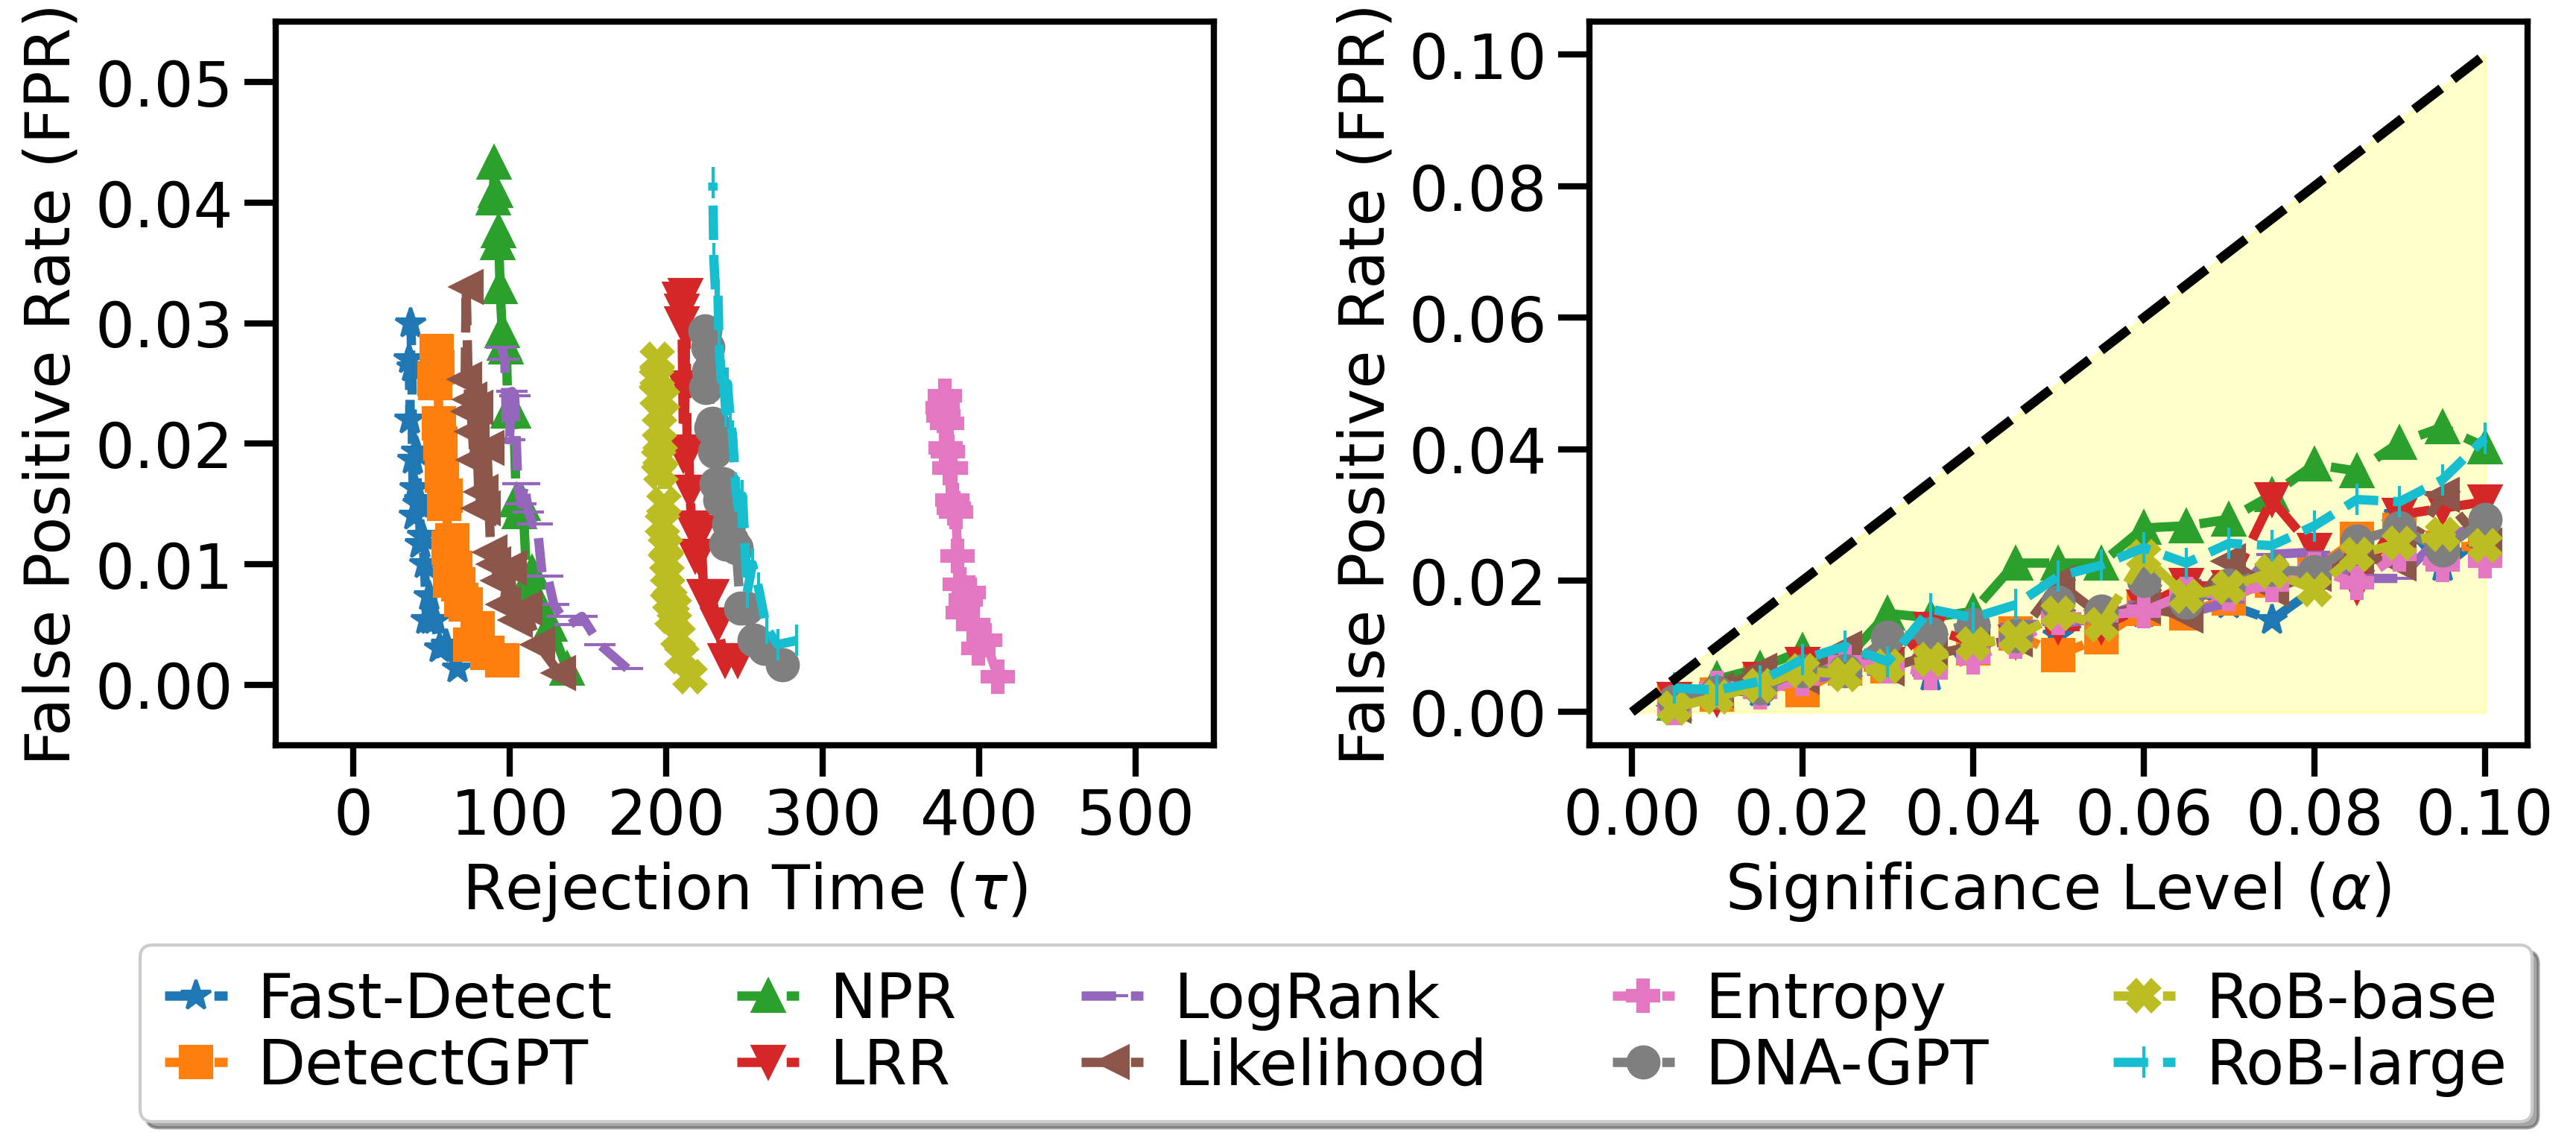 False Positive Rate (FPR)
0.05
0.04
0.03
0.02
0.01
0.00
0 100 200 300 400 500
Rejection Time (τ)
False Positive Rate (FPR)
0.10
0.08
0.06
0.04
0.02
0.00
0.00 0.02 0.04 0.06 0.08 0.10
Significance Level (α)
Fast-Detect NPR LogRank Entropy RoB-base
DetectGPT LRR Likelihood DNA-GPT RoB-large